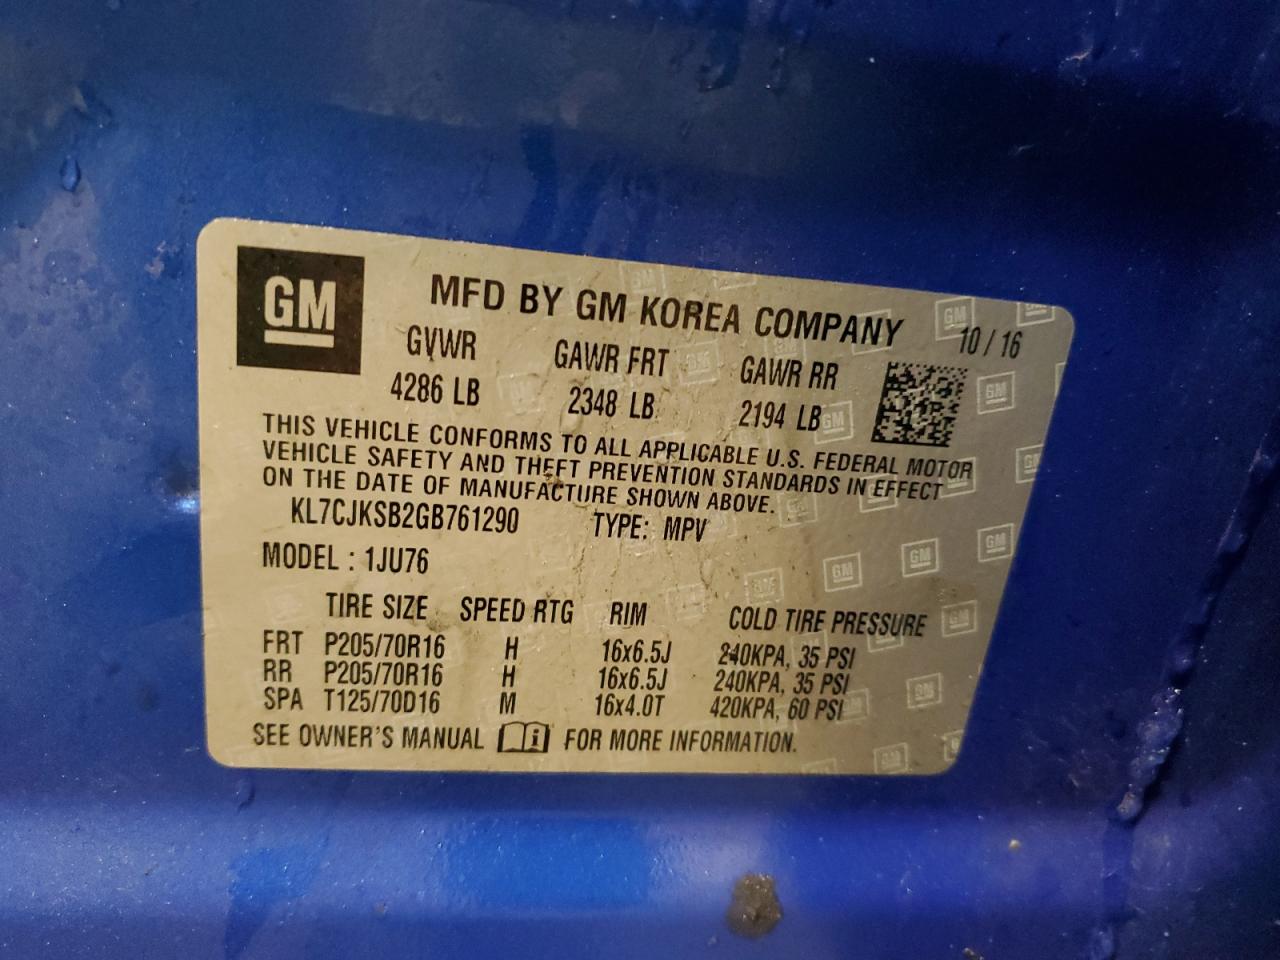 GM
MFD BY GM KOREA COMPANY 10 / 16
GVWR GAWR FRT GAWR RR
4286 LB 2348 LB 2194 LB
THIS VEHICLE CONFORMS TO ALL APPLICABLE U.S. FEDERAL MOTOR
VEHICLE SAFETY AND THEFT PREVENTION STANDARDS IN EFFECT
ON THE DATE OF MANUFACTURE SHOWN ABOVE.
KL7CJKSB2GB761290 TYPE: MPV
MODEL : 1JU76
TIRE SIZE SPEED RTG RIM COLD TIRE PRESSURE
FRT P205/70R16 H 16x6.5J 240KPA, 35 PSI
RR P205/70R16 H 16x6.5J 240KPA, 35 PSI
SPA T125/70D16 M 16x4.0T 420KPA, 60 PSI
SEE OWNER'S MANUAL i FOR MORE INFORMATION.